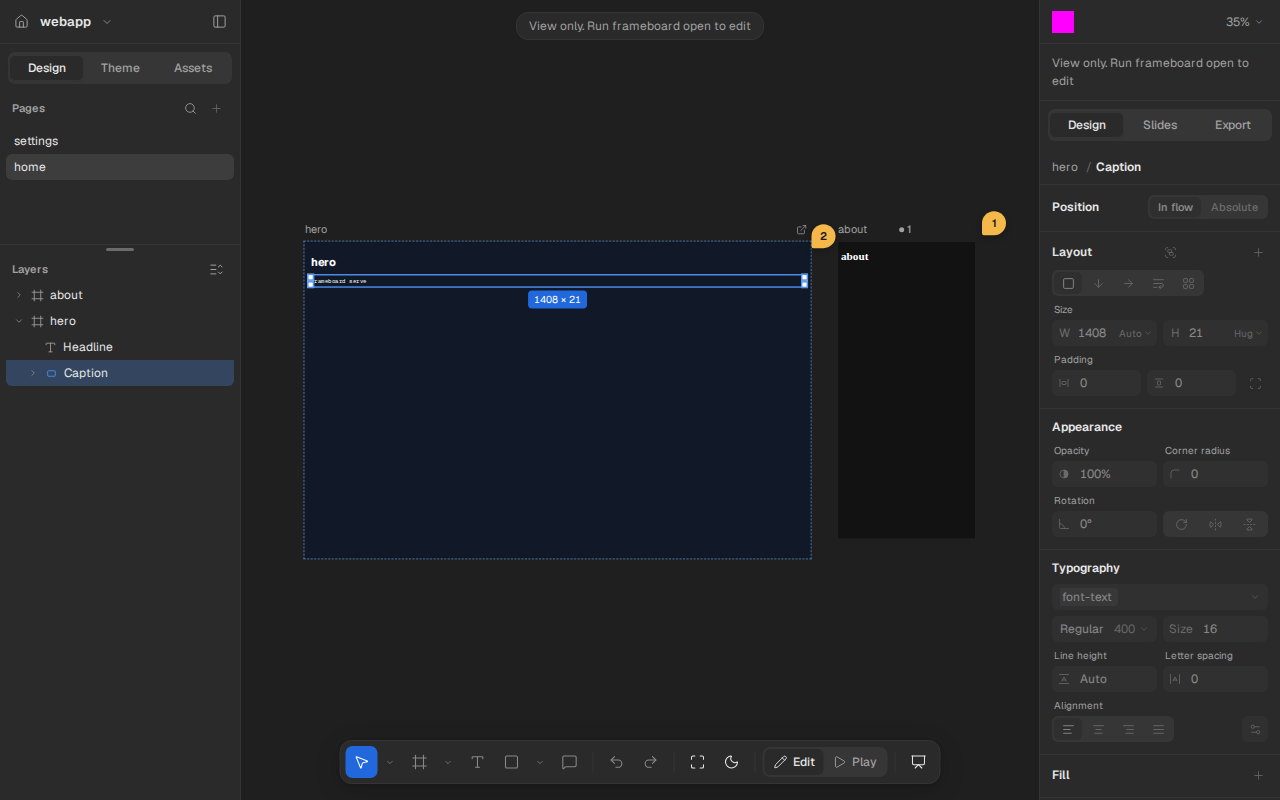 webapp
View only. Run frameboard open to edit
35%
Design
Theme
Assets
View only. Run frameboard open to
edit
Pages
Design
Slides
Export
settings
home
hero / Caption
Position
In flow
Absolute
hero
2
about
1
1
Layers
Layout
about
hero
about
hero
frameboard serve
1408 × 21
Headline
Caption
Size
W 1408 Auto
H 21 Hug
Padding
0
0
Appearance
Opacity
Corner radius
100%
0
Rotation
0°
Typography
font-text
Regular 400
Size 16
Line height
Letter spacing
Auto
0
Alignment
Edit
Play
Fill